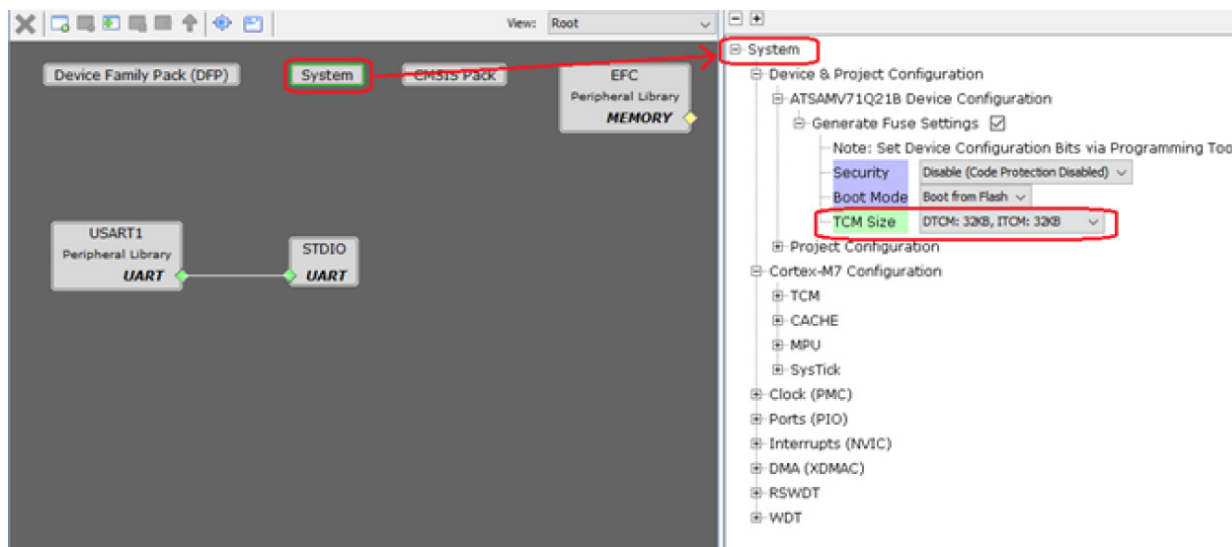 View: Root
Device Family Pack (DFP)
System
CMSIS Pack
EFC
Peripheral Library
MEMORY
USART1
Peripheral Library
UART
STDIO
UART
System
Device & Project Configuration
ATSAMV71Q21B Device Configuration
Generate Fuse Settings
Note: Set Device Configuration Bits via Programming Too
Security Disable (Code Protection Disabled)
Boot Mode Boot from Flash
TCM Size DTCM: 32KB, ITCM: 32KB
Project Configuration
Cortex-M7 Configuration
TCM
CACHE
MPU
SysTick
Clock (PMC)
Ports (PIO)
Interrupts (NVIC)
DMA (XDMAC)
RSWDT
WDT